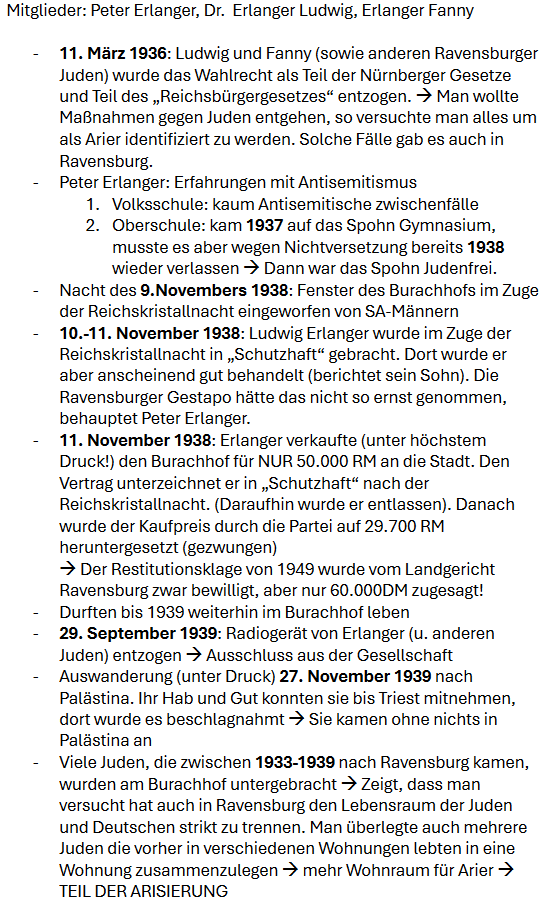 Mitglieder: Peter Erlanger, Dr.  Erlanger Ludwig, Erlanger Fanny
- 11. März 1936: Ludwig und Fanny (sowie anderen Ravensburger
Juden) wurde das Wahlrecht als Teil der Nürnberger Gesetze
und Teil des „Reichsbürgergesetzes“ entzogen. → Man wollte
Maßnahmen gegen Juden entgehen, so versuchte man alles um
als Arier identifiziert zu werden. Solche Fälle gab es auch in
Ravensburg.
- Peter Erlanger: Erfahrungen mit Antisemitismus
1. Volksschule: kaum Antisemitische zwischenfälle
2. Oberschule: kam 1937 auf das Spohn Gymnasium,
musste es aber wegen Nichtversetzung bereits 1938
wieder verlassen → Dann war das Spohn Judenfrei.
- Nacht des 9.Novembers 1938: Fenster des Burachhofs im Zuge
der Reichskristallnacht eingeworfen von SA-Männern
- 10.-11. November 1938: Ludwig Erlanger wurde im Zuge der
Reichskristallnacht in „Schutzhaft“ gebracht. Dort wurde er
aber anscheinend gut behandelt (berichtet sein Sohn). Die
Ravensburger Gestapo hätte das nicht so ernst genommen,
behauptet Peter Erlanger.
- 11. November 1938: Erlanger verkaufte (unter höchstem
Druck!) den Burachhof für NUR 50.000 RM an die Stadt. Den
Vertrag unterzeichnet er in „Schutzhaft“ nach der
Reichskristallnacht. (Daraufhin wurde er entlassen). Danach
wurde der Kaufpreis durch die Partei auf 29.700 RM
heruntergesetzt (gezwungen)
→ Der Restitutionsklage von 1949 wurde vom Landgericht
Ravensburg zwar bewilligt, aber nur 60.000DM zugesagt!
- Durften bis 1939 weiterhin im Burachhof leben
- 29. September 1939: Radiogerät von Erlanger (u. anderen
Juden) entzogen → Ausschluss aus der Gesellschaft
- Auswanderung (unter Druck) 27. November 1939 nach
Palästina. Ihr Hab und Gut konnten sie bis Triest mitnehmen,
dort wurde es beschlagnahmt → Sie kamen ohne nichts in
Palästina an
- Viele Juden, die zwischen 1933-1939 nach Ravensburg kamen,
wurden am Burachhof untergebracht → Zeigt, dass man
versucht hat auch in Ravensburg den Lebensraum der Juden
und Deutschen strikt zu trennen. Man überlegte auch mehrere
Juden die vorher in verschiedenen Wohnungen lebten in eine
Wohnung zusammenzulegen → mehr Wohnraum für Arier →
TEIL DER ARISIERUNG